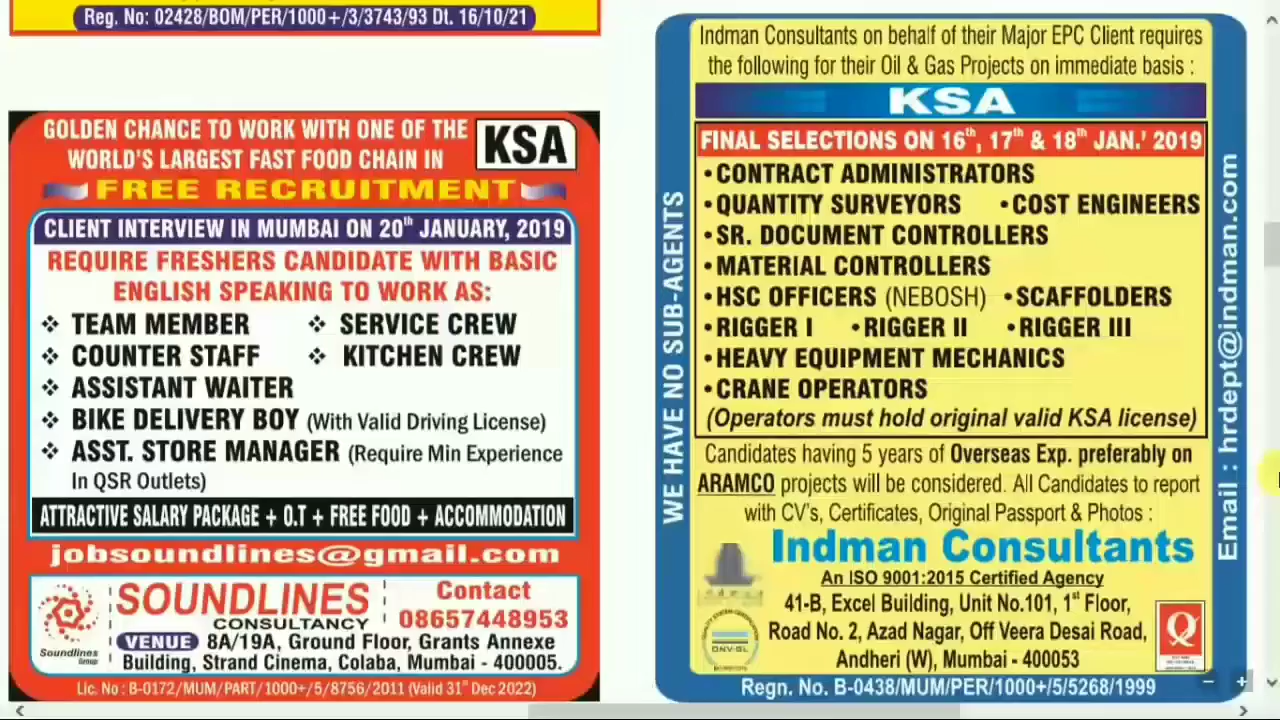 Reg. No: 02428/BOM/PER/1000+/3/3743/93 Dt. 16/10/21
GOLDEN CHANCE TO WORK WITH ONE OF THE
WORLD'S LARGEST FAST FOOD CHAIN IN
KSA
FREE RECRUITMENT
CLIENT INTERVIEW IN MUMBAI ON 20th JANUARY, 2019
REQUIRE FRESHERS CANDIDATE WITH BASIC
ENGLISH SPEAKING TO WORK AS:
❖ TEAM MEMBER ❖ SERVICE CREW
❖ COUNTER STAFF ❖ KITCHEN CREW
❖ ASSISTANT WAITER
❖ BIKE DELIVERY BOY (With Valid Driving License)
❖ ASST. STORE MANAGER (Require Min Experience
In QSR Outlets)
ATTRACTIVE SALARY PACKAGE + O.T + FREE FOOD + ACCOMMODATION
jobsoundlines@gmail.com
Soundlines
Group
SOUNDLINES
CONSULTANCY
Contact
08657448953
VENUE 8A/19A, Ground Floor, Grants Annexe
Building, Strand Cinema, Colaba, Mumbai - 400005.
Lic. No : B-0172/MUM/PART/1000+/5/8756/2011 (Valid 31st Dec 2022)
WE HAVE NO SUB-AGENTS
Indman Consultants on behalf of their Major EPC Client requires
the following for their Oil & Gas Projects on immediate basis :
KSA
FINAL SELECTIONS ON 16th, 17th & 18th JAN.' 2019
•CONTRACT ADMINISTRATORS
•QUANTITY SURVEYORS •COST ENGINEERS
•SR. DOCUMENT CONTROLLERS
•MATERIAL CONTROLLERS
•HSC OFFICERS (NEBOSH) •SCAFFOLDERS
•RIGGER I •RIGGER II •RIGGER III
•HEAVY EQUIPMENT MECHANICS
•CRANE OPERATORS
(Operators must hold original valid KSA license)
Candidates having 5 years of Overseas Exp. preferably on
ARAMCO projects will be considered. All Candidates to report
with CV's, Certificates, Original Passport & Photos :
Indman Consultants
An ISO 9001:2015 Certified Agency
41-B, Excel Building, Unit No.101, 1st Floor,
Road No. 2, Azad Nagar, Off Veera Desai Road,
Andheri (W), Mumbai - 400053
DNV-GL
Q
Regn. No. B-0438/MUM/PER/1000+/5/5268/1999
Email : hrdept@indman.com